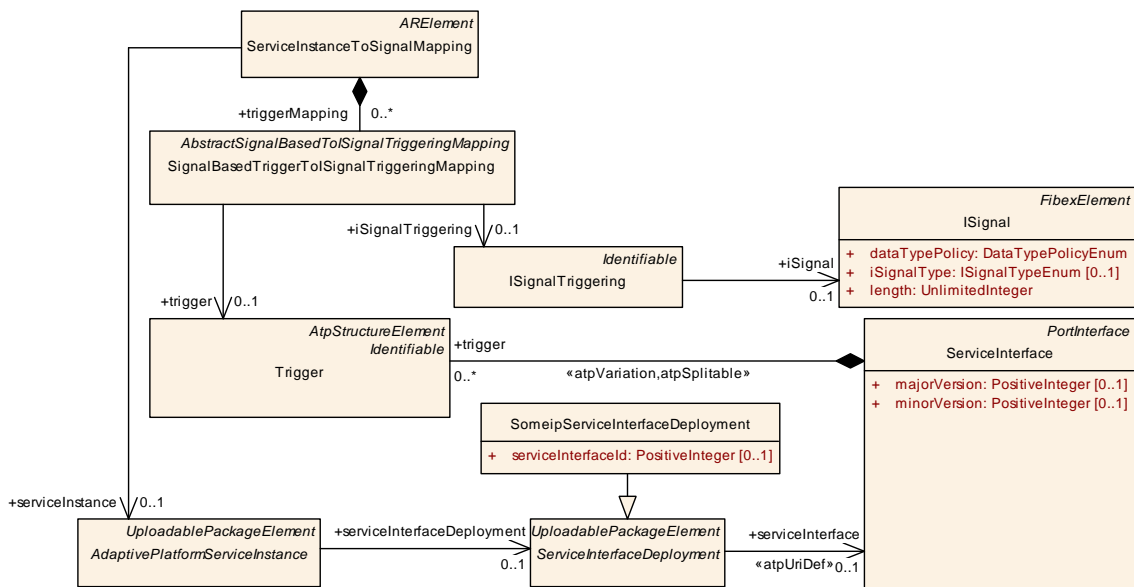 ARElement
ServiceInstanceToSignalMapping
+triggerMapping
0..*
AbstractSignalBasedToISignalTriggeringMapping
SignalBasedTriggerToISignalTriggeringMapping
+iSignalTriggering
0..1
FibexElement
ISignal
+ dataTypePolicy: DataTypePolicyEnum
+ iSignalType: ISignalTypeEnum [0..1]
+ length: UnlimitedInteger
Identifiable
ISignalTriggering
+iSignal
0..1
+trigger
0..1
AtpStructureElement
Identifiable
Trigger
+trigger
0..*
«atpVariation,atpSplitable»
PortInterface
ServiceInterface
+ majorVersion: PositiveInteger [0..1]
+ minorVersion: PositiveInteger [0..1]
SomeipServiceInterfaceDeployment
+ serviceInterfaceId: PositiveInteger [0..1]
+serviceInstance
0..1
UploadablePackageElement
AdaptivePlatformServiceInstance
+serviceInterfaceDeployment
0..1
UploadablePackageElement
ServiceInterfaceDeployment
+serviceInterface
«atpUriDef»
0..1